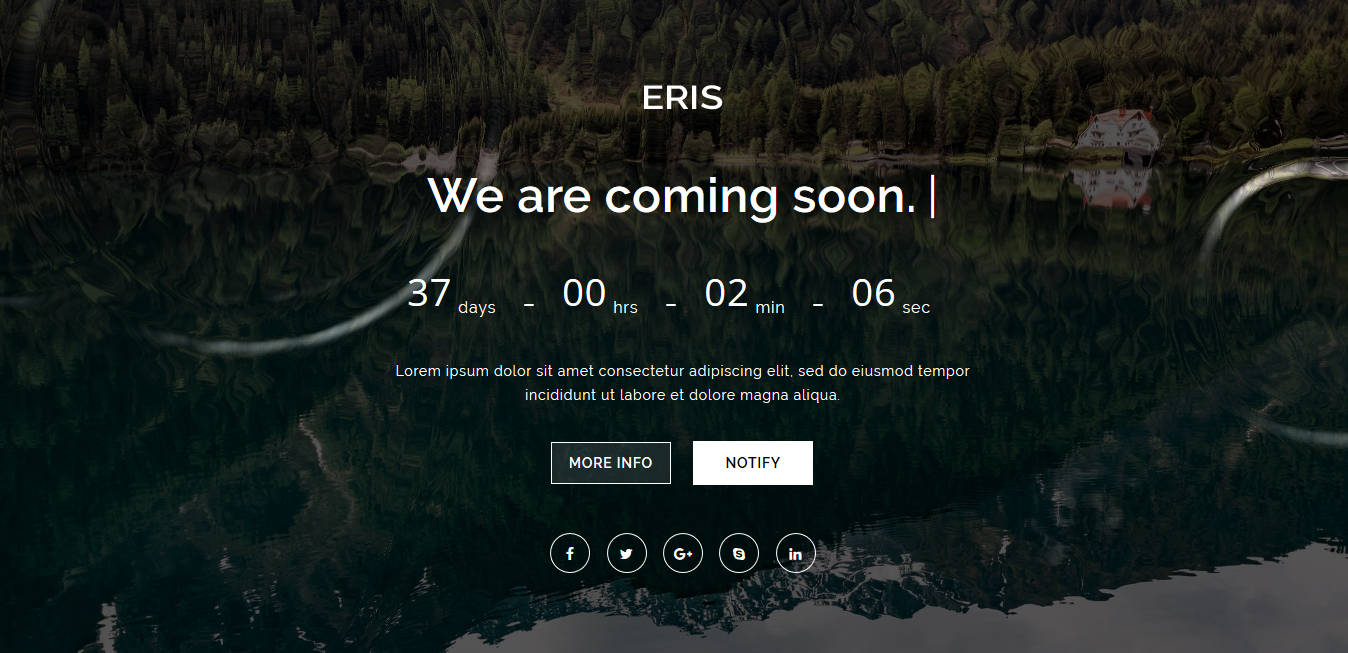 ERIS
We are coming soon. |
37 days - 00 hrs - 02 min - 06 sec
Lorem ipsum dolor sit amet consectetur adipiscing elit, sed do eiusmod tempor
incididunt ut labore et dolore magna aliqua.
MORE INFO NOTIFY